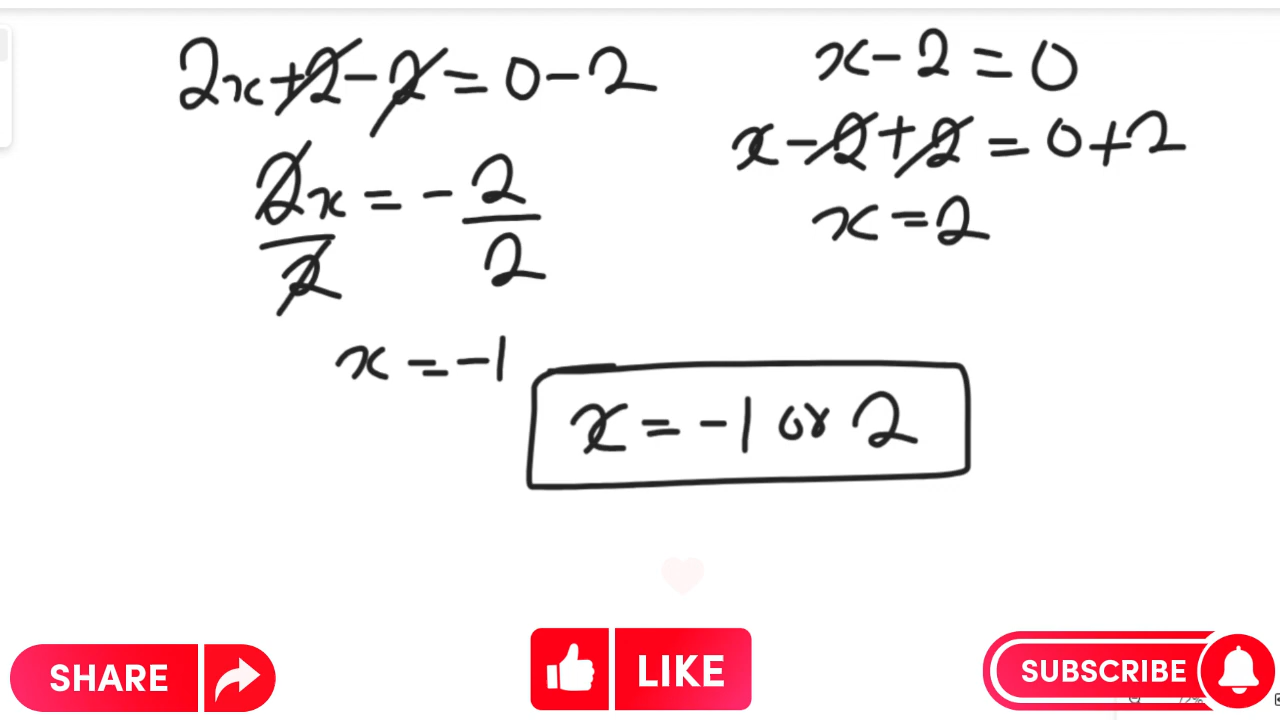 2x+2-2=0-2
2x/2 = -2/2
x = -1
x-2=0
x-2+2=0+2
x=2
x = -1 or 2
SHARE
LIKE
SUBSCRIBE